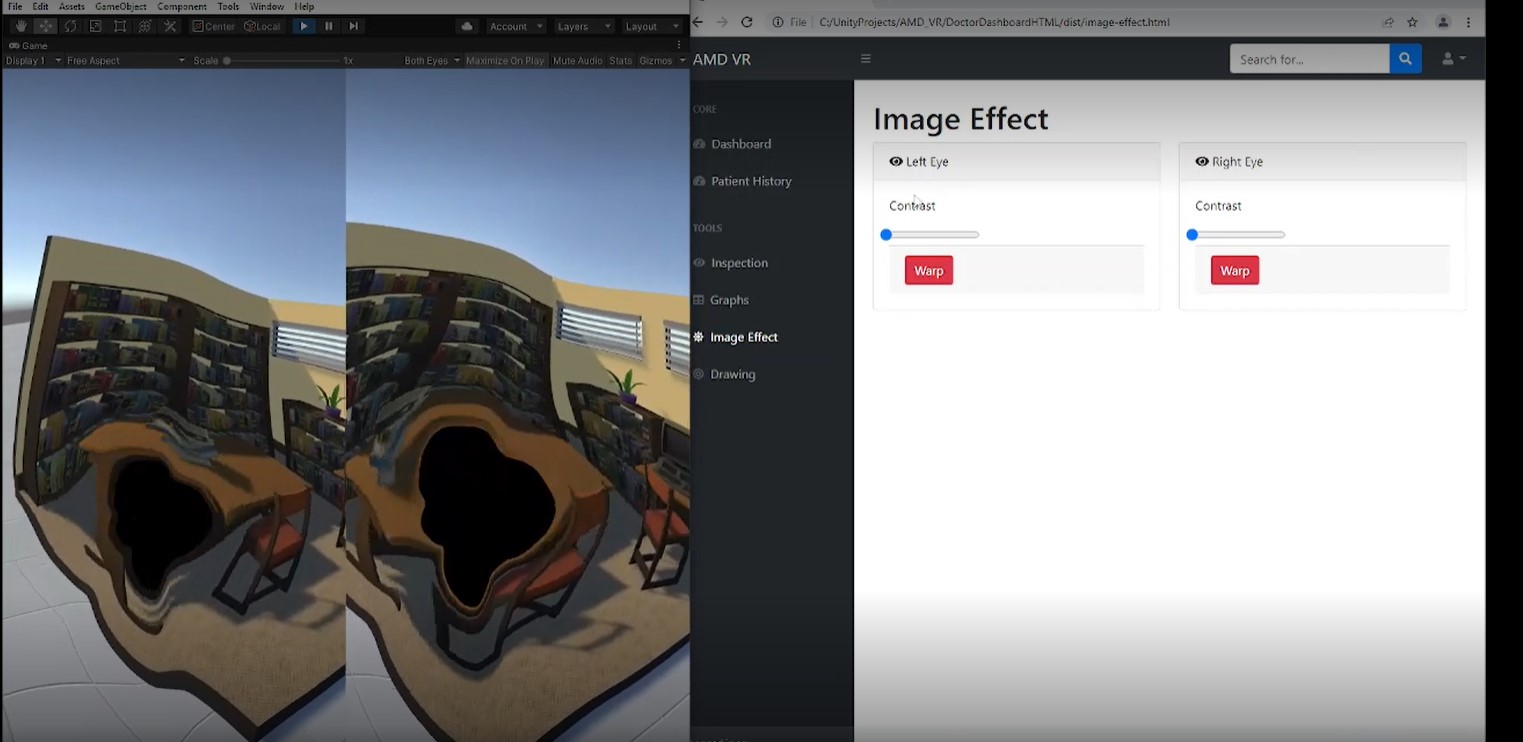 File Edit Assets GameObject Component Tools Window Help
Center Local Account Layers Layout
Game
Display 1 Free Aspect Scale 1x Both Eyes Maximize On Play Mute Audio Stats Gizmos
File C:/UnityProjects/AMD_VR/DoctorDashboardHTML/dist/image-effect.html
AMD VR
Search for...
CORE
Dashboard
Patient History
TOOLS
Inspection
Graphs
Image Effect
Drawing
Image Effect
Left Eye
Contrast
Warp
Right Eye
Contrast
Warp